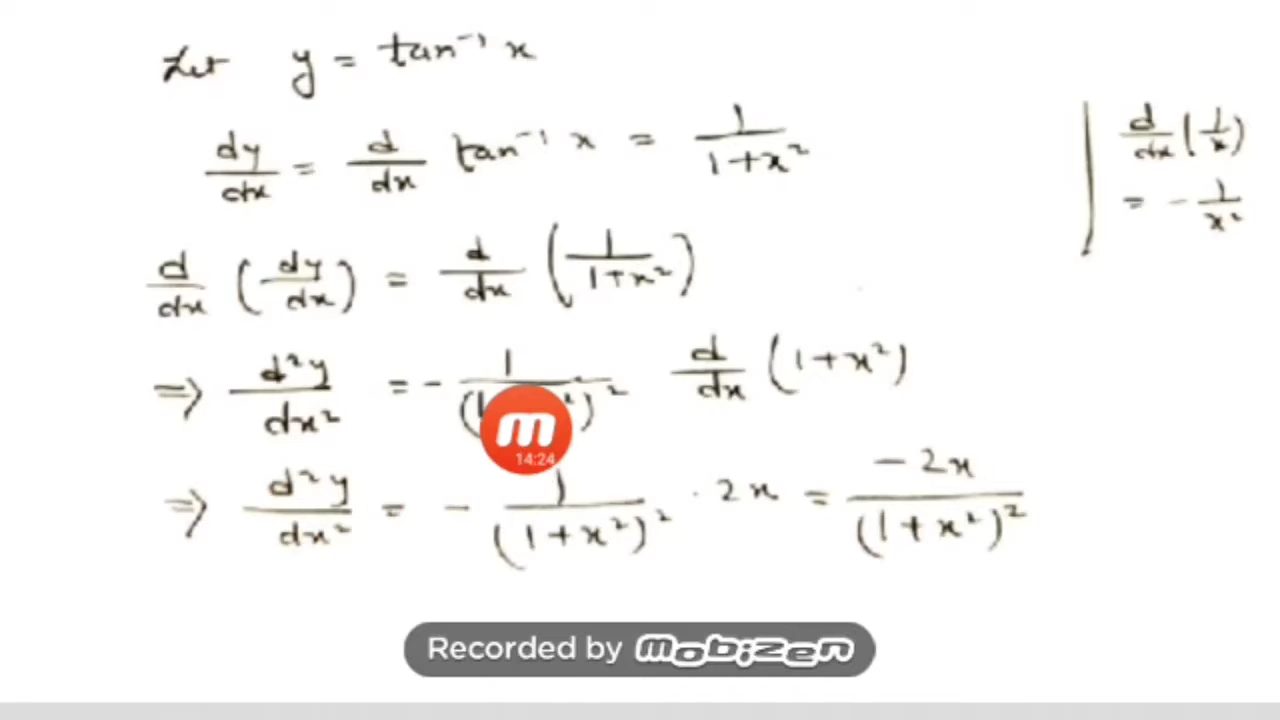 Let y = tan⁻¹ x
dy/dx = d/dx tan⁻¹ x = 1/(1+x²)
| d/dx (1/x)
= - 1/x²
d/dx (dy/dx) = d/dx (1/(1+x²))
=> d²y/dx² = - 1/(1 ²)² d/dx (1+x²)
14:24
=> d²y/dx² = - 1/(1+x²)² · 2x = -2x/(1+x²)²
Recorded by mobizen